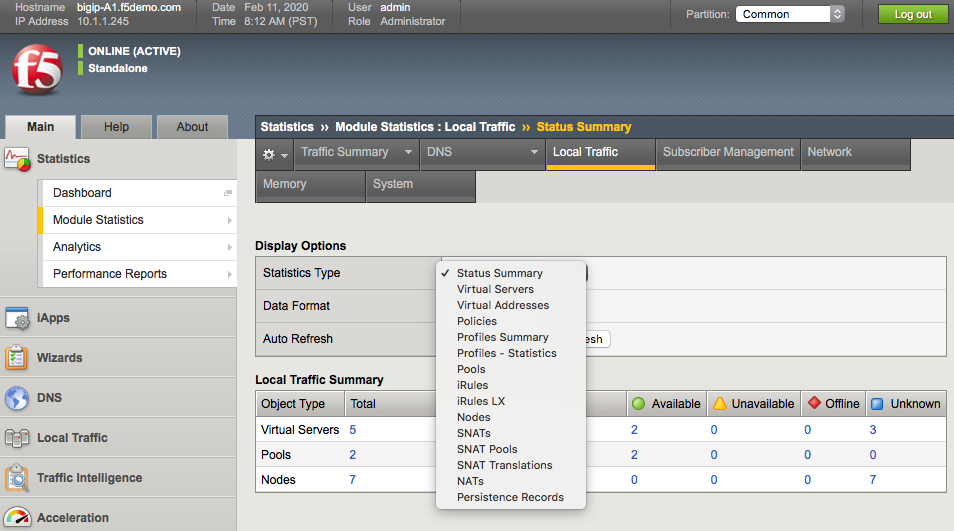 Hostname bigip-A1.f5demo.com Date Feb 11, 2020 User admin
IP Address 10.1.1.245 Time 8:12 AM (PST) Role Administrator
Partition: Common Log out
f5
ONLINE (ACTIVE)
Standalone
Main Help About
Statistics
Dashboard
Module Statistics
Analytics
Performance Reports
iApps
Wizards
DNS
Local Traffic
Traffic Intelligence
Acceleration
Statistics » Module Statistics : Local Traffic » Status Summary
Traffic Summary DNS Local Traffic Subscriber Management Network
Memory System
Display Options
Statistics Type
Data Format
Auto Refresh
esh
✓ Status Summary
Virtual Servers
Virtual Addresses
Policies
Profiles Summary
Profiles - Statistics
Pools
iRules
iRules LX
Nodes
SNATs
SNAT Pools
SNAT Translations
NATs
Persistence Records
Local Traffic Summary
Object Type Total Available Unavailable Offline Unknown
Virtual Servers 5 2 0 0 3
Pools 2 2 0 0 0
Nodes 7 0 0 0 7